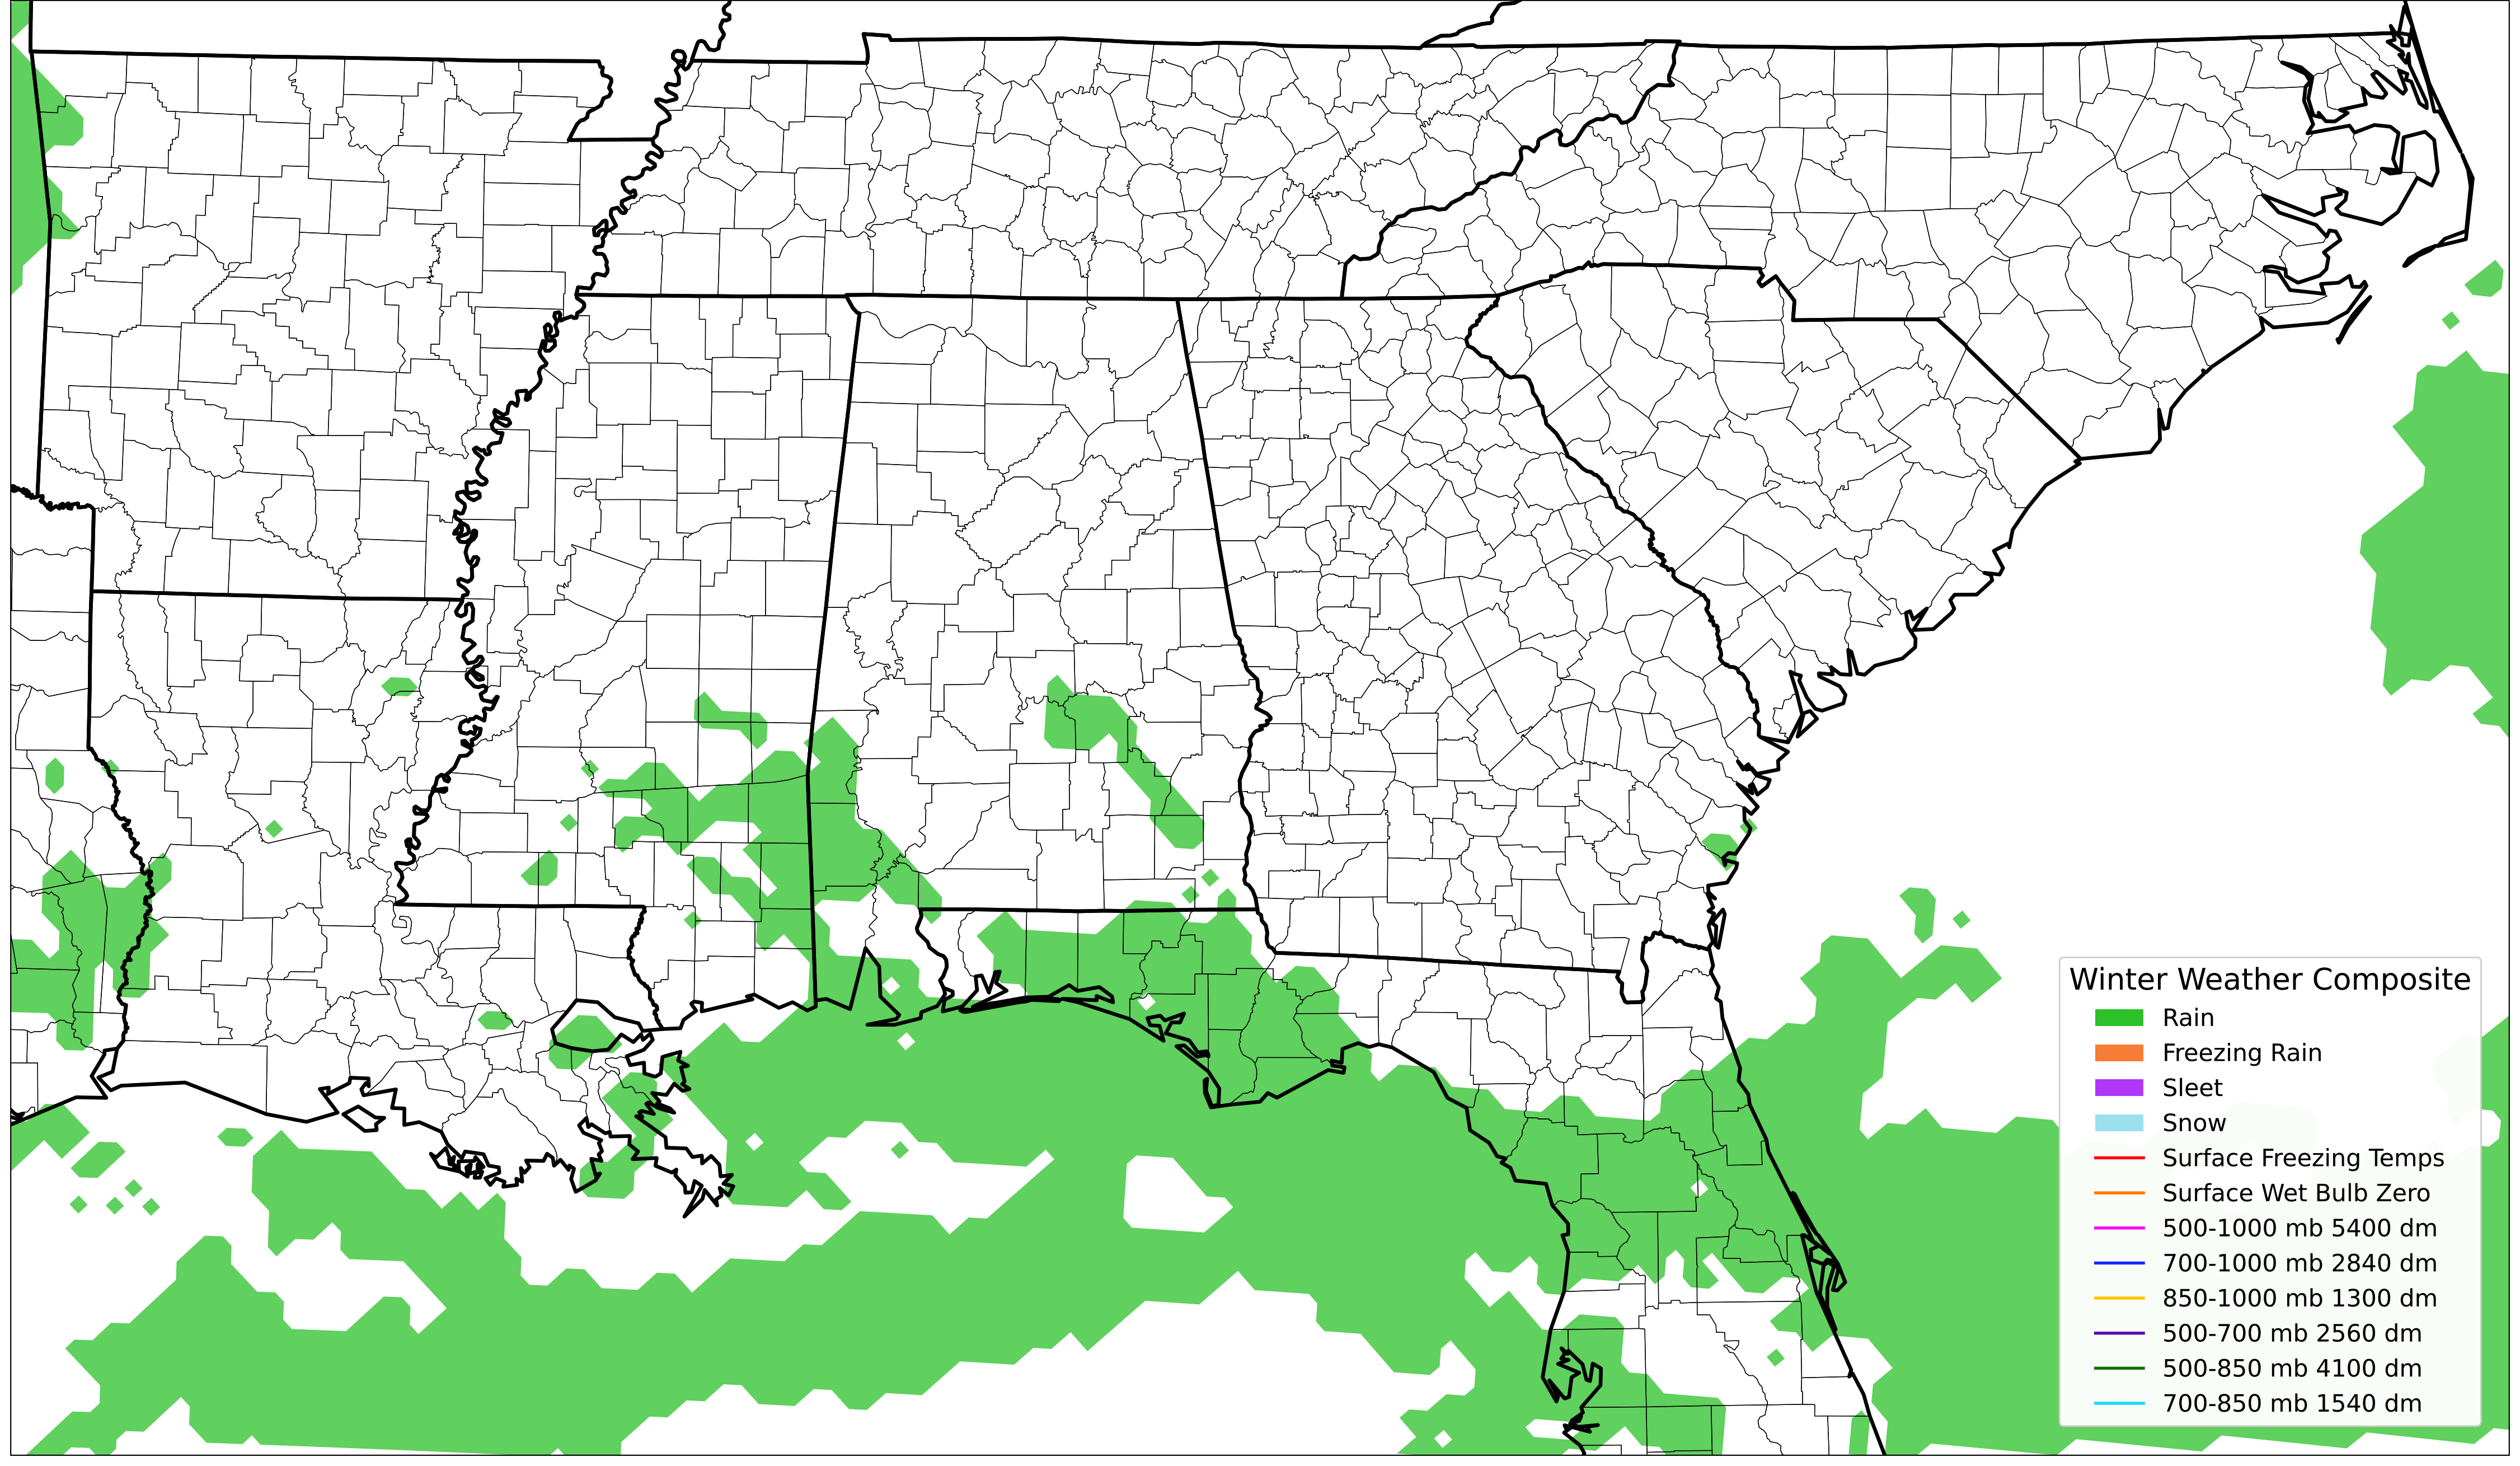 Winter Weather Composite
Rain
Freezing Rain
Sleet
Snow
Surface Freezing Temps
Surface Wet Bulb Zero
500-1000 mb 5400 dm
700-1000 mb 2840 dm
850-1000 mb 1300 dm
500-700 mb 2560 dm
500-850 mb 4100 dm
700-850 mb 1540 dm